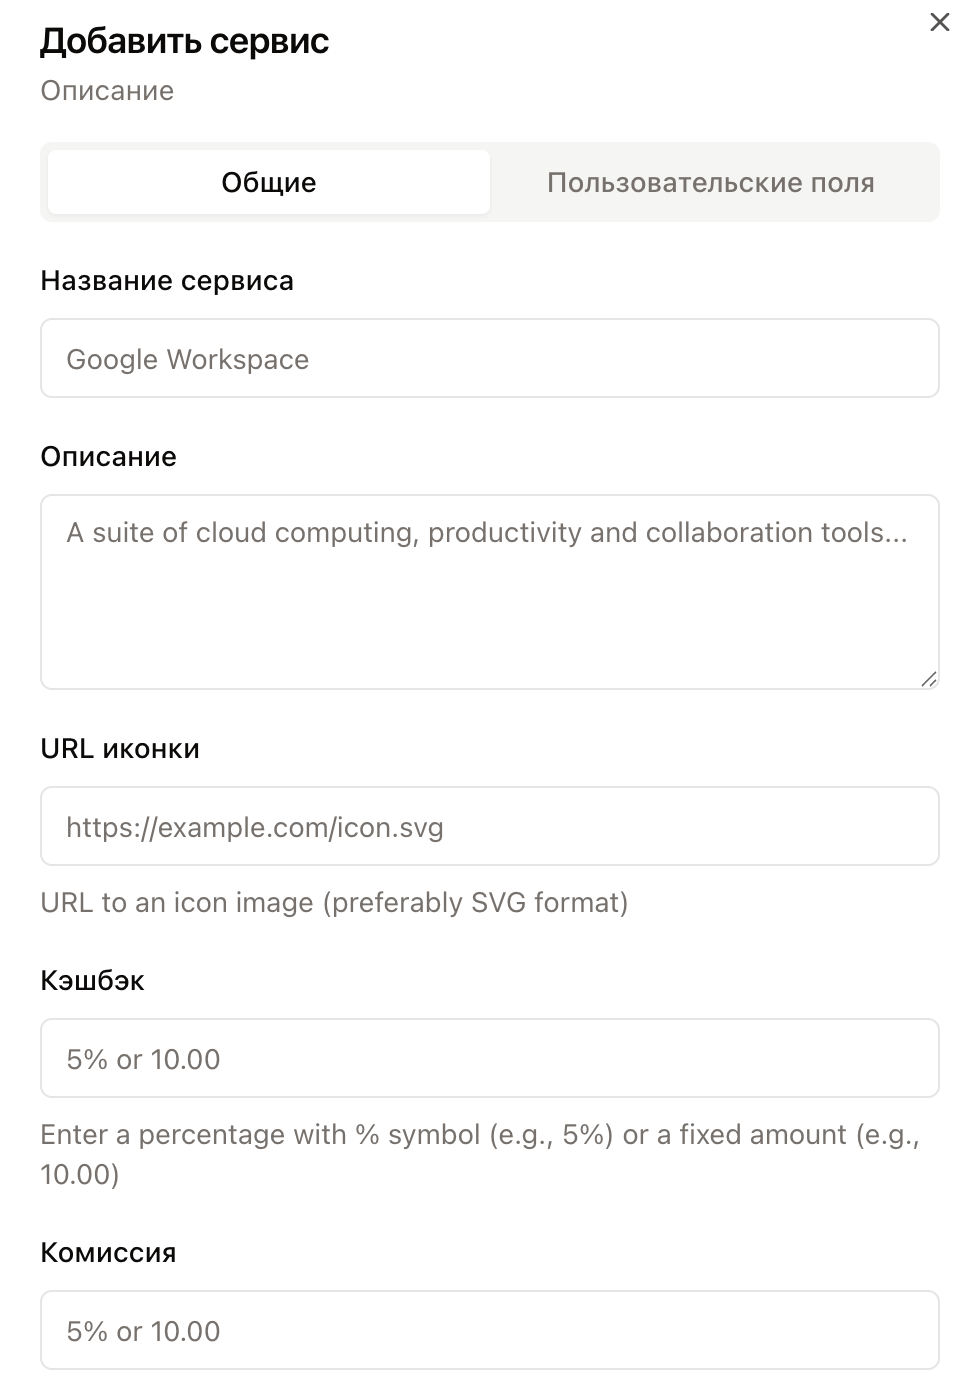 Добавить сервис
Описание
Общие
Пользовательские поля
Название сервиса
Google Workspace
Описание
A suite of cloud computing, productivity and collaboration tools...
URL иконки
https://example.com/icon.svg
URL to an icon image (preferably SVG format)
Кэшбэк
5% or 10.00
Enter a percentage with % symbol (e.g., 5%) or a fixed amount (e.g.,
10.00)
Комиссия
5% or 10.00